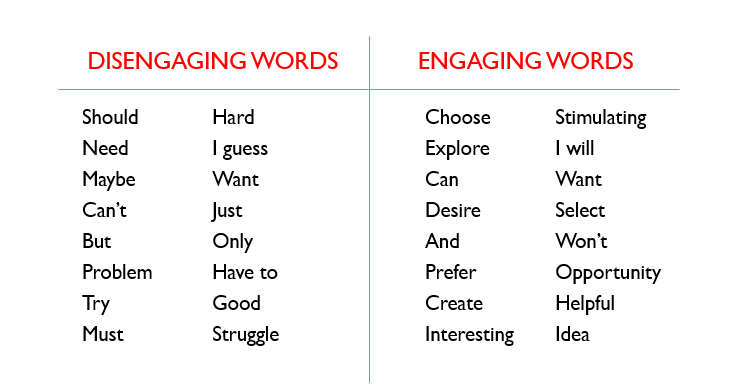 DISENGAGING WORDS ENGAGING WORDS
Should Hard Choose Stimulating
Need I guess Explore I will
Maybe Want Can Want
Can't Just Desire Select
But Only And Won't
Problem Have to Prefer Opportunity
Try Good Create Helpful
Must Struggle Interesting Idea